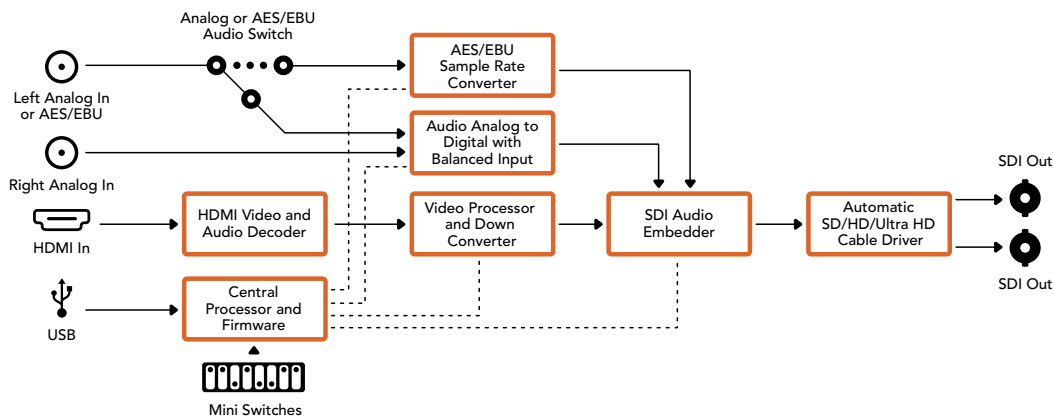 Analog or AES/EBU
Audio Switch
Left Analog In
or AES/EBU
AES/EBU
Sample Rate
Converter
Right Analog In
Audio Analog to
Digital with
Balanced Input
HDMI In
HDMI Video and
Audio Decoder
Video Processor
and Down
Converter
SDI Audio
Embedder
Automatic
SD/HD/Ultra HD
Cable Driver
SDI Out
SDI Out
USB
Central
Processor and
Firmware
Mini Switches